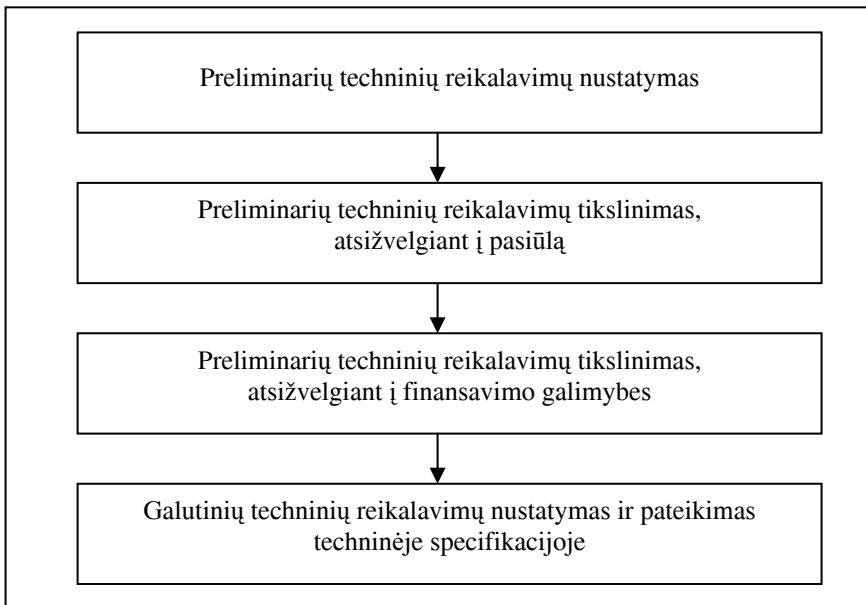 Preliminarių techninių reikalavimų nustatymas
Preliminarių techninių reikalavimų tikslinimas,
atsižvelgiant į pasiūlą
Preliminarių techninių reikalavimų tikslinimas,
atsižvelgiant į finansavimo galimybes
Galutinių techninių reikalavimų nustatymas ir pateikimas
techninėje specifikacijoje